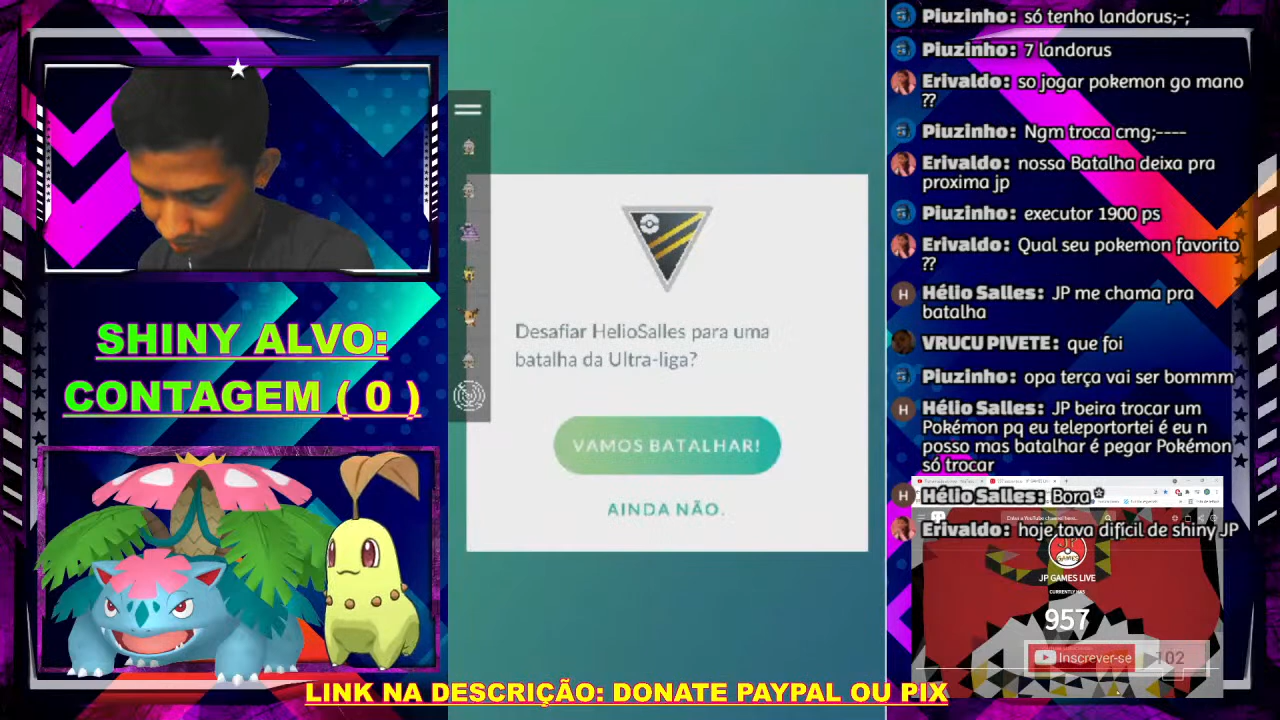 SHINY ALVO:
CONTAGEM ( 0 )
Desafiar HelioSalles para uma
batalha da Ultra-liga?
VAMOS BATALHAR!
AINDA NÃO.
Piuzinho: só tenho landorus;-;
Piuzinho: 7 landorus
Erivaldo: so jogar pokemon go mano
??
Piuzinho: Ngm troca cmg;----
Erivaldo: nossa Batalha deixa pra
proxima jp
Piuzinho: executor 1900 ps
Erivaldo: Qual seu pokemon favorito
??
H Hélio Salles: JP me chama pra
batalha
VRUCU PIVETE: que foi
Piuzinho: opa terça vai ser bommm
H Hélio Salles: JP beira trocar um
Pokémon pq eu teleportortei é eu n
posso mas batalhar é pegar Pokémon
só trocar
H Hélio Salles: Bora
Erivaldo: hoje tava difícil de shiny JP
JP
GAMES
JP GAMES LIVE
CURRENTLY HAS
957
Inscrever-se
LINK NA DESCRIÇÃO: DONATE PAYPAL OU PIX